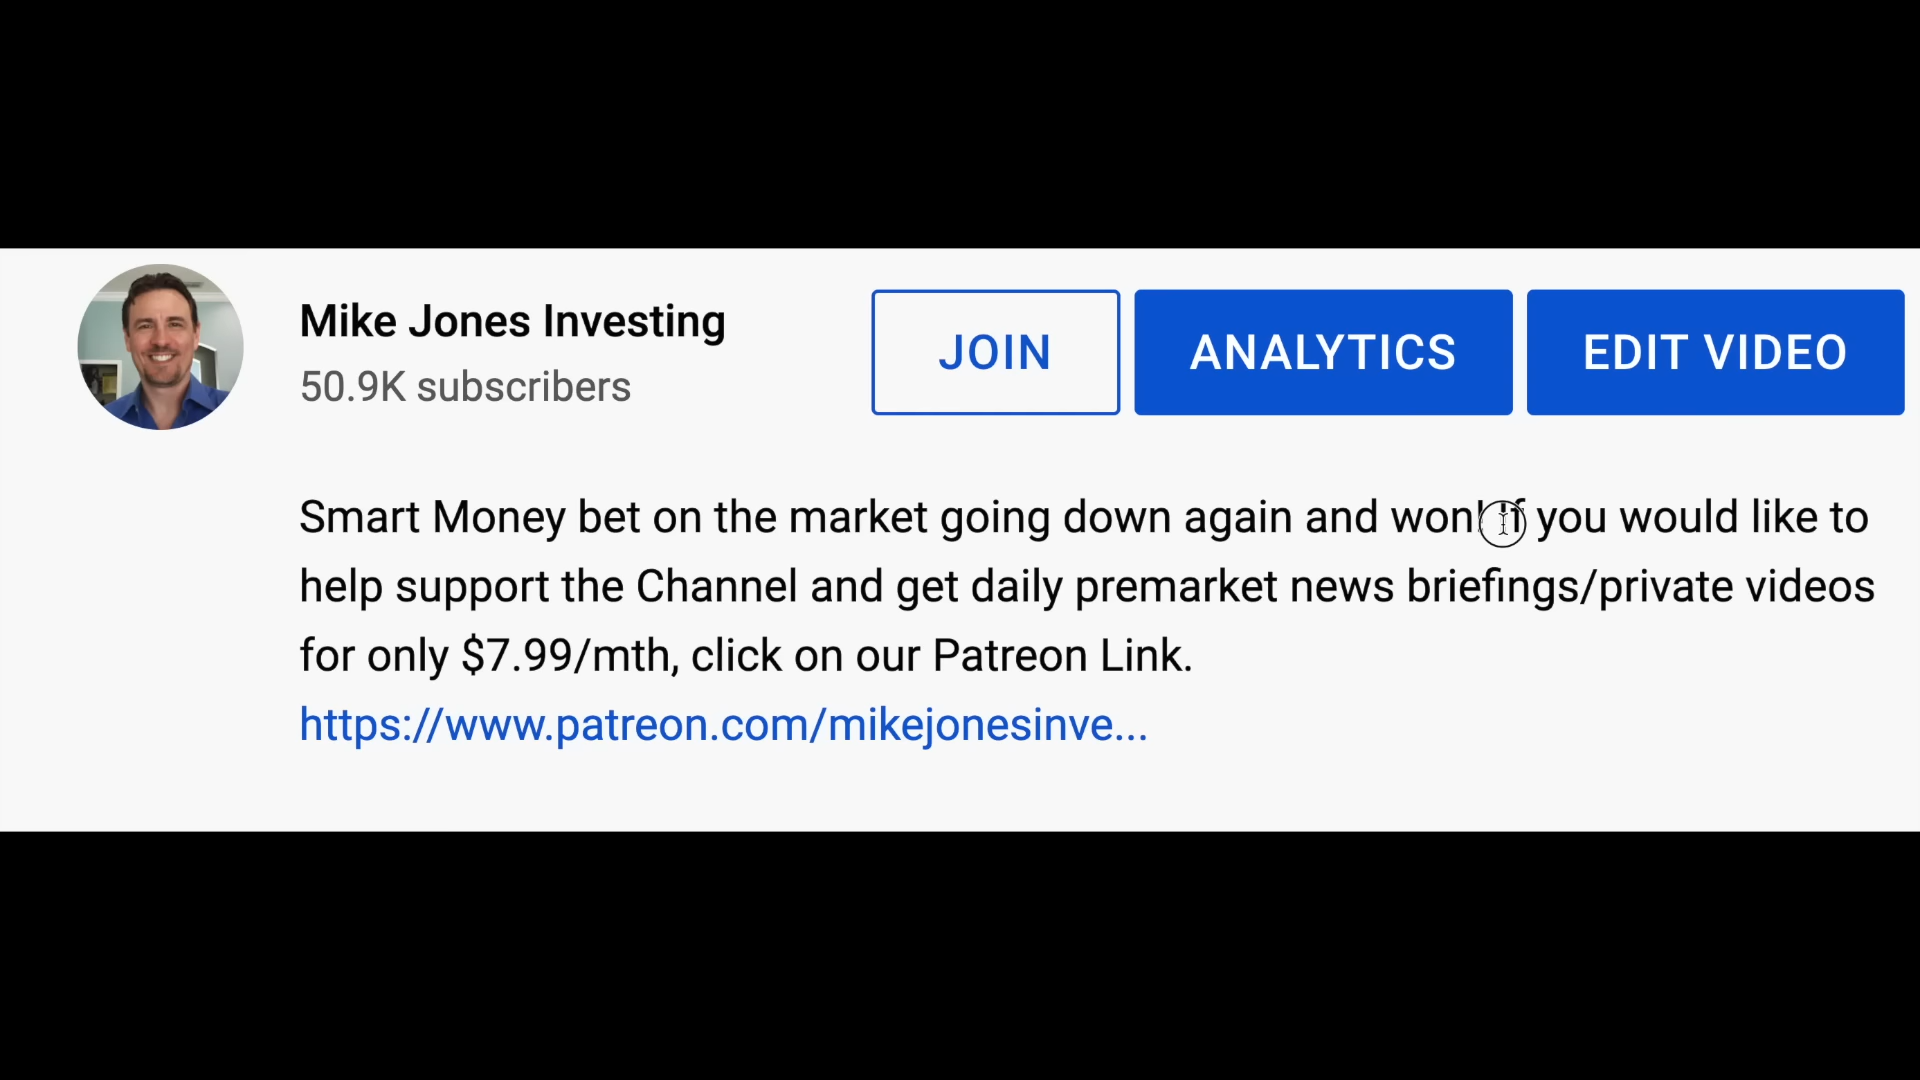 Mike Jones Investing
50.9K subscribers
JOIN
ANALYTICS
EDIT VIDEO
Smart Money bet on the market going down again and won! If you would like to
help support the Channel and get daily premarket news briefings/private videos
for only $7.99/mth, click on our Patreon Link.
https://www.patreon.com/mikejonesinve...